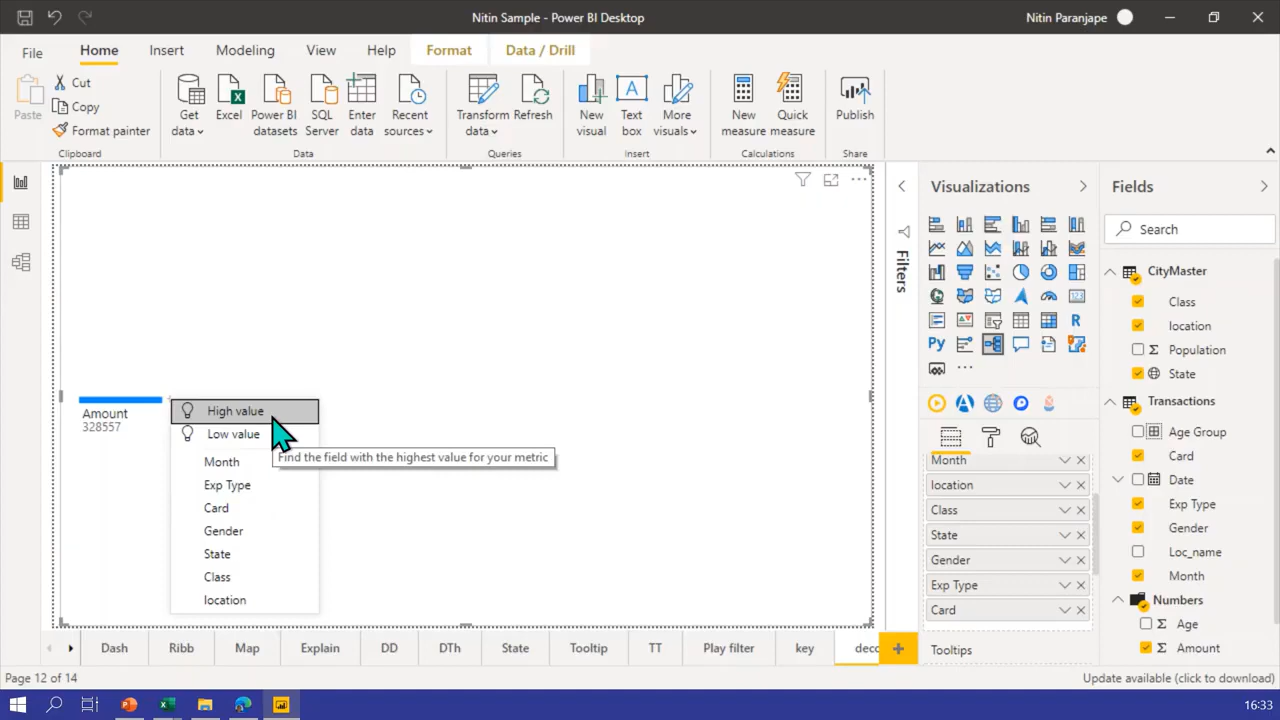 Nitin Sample - Power BI Desktop
Nitin Paranjape
File
Home
Insert
Modeling
View
Help
Format
Data / Drill
Paste
Cut
Copy
Format painter
Clipboard
Get data
Excel
Power BI datasets
SQL Server
Enter data
Recent sources
Data
Transform data
Refresh
Queries
New visual
Text box
More visuals
Insert
New measure
Quick measure
Calculations
Publish
Share
Amount
328557
High value
Low value
Find the field with the highest value for your metric
Month
Exp Type
Card
Gender
State
Class
location
Filters
Visualizations
R
Py
Month
location
Class
State
Gender
Exp Type
Card
Tooltips
Fields
Search
CityMaster
Class
location
Population
State
Transactions
Age Group
Card
Date
Exp Type
Gender
Loc_name
Month
Numbers
Age
Amount
Dash
Ribb
Map
Explain
DD
DTh
State
Tooltip
TT
Play filter
key
Page 12 of 14
Update available (click to download)
16:33